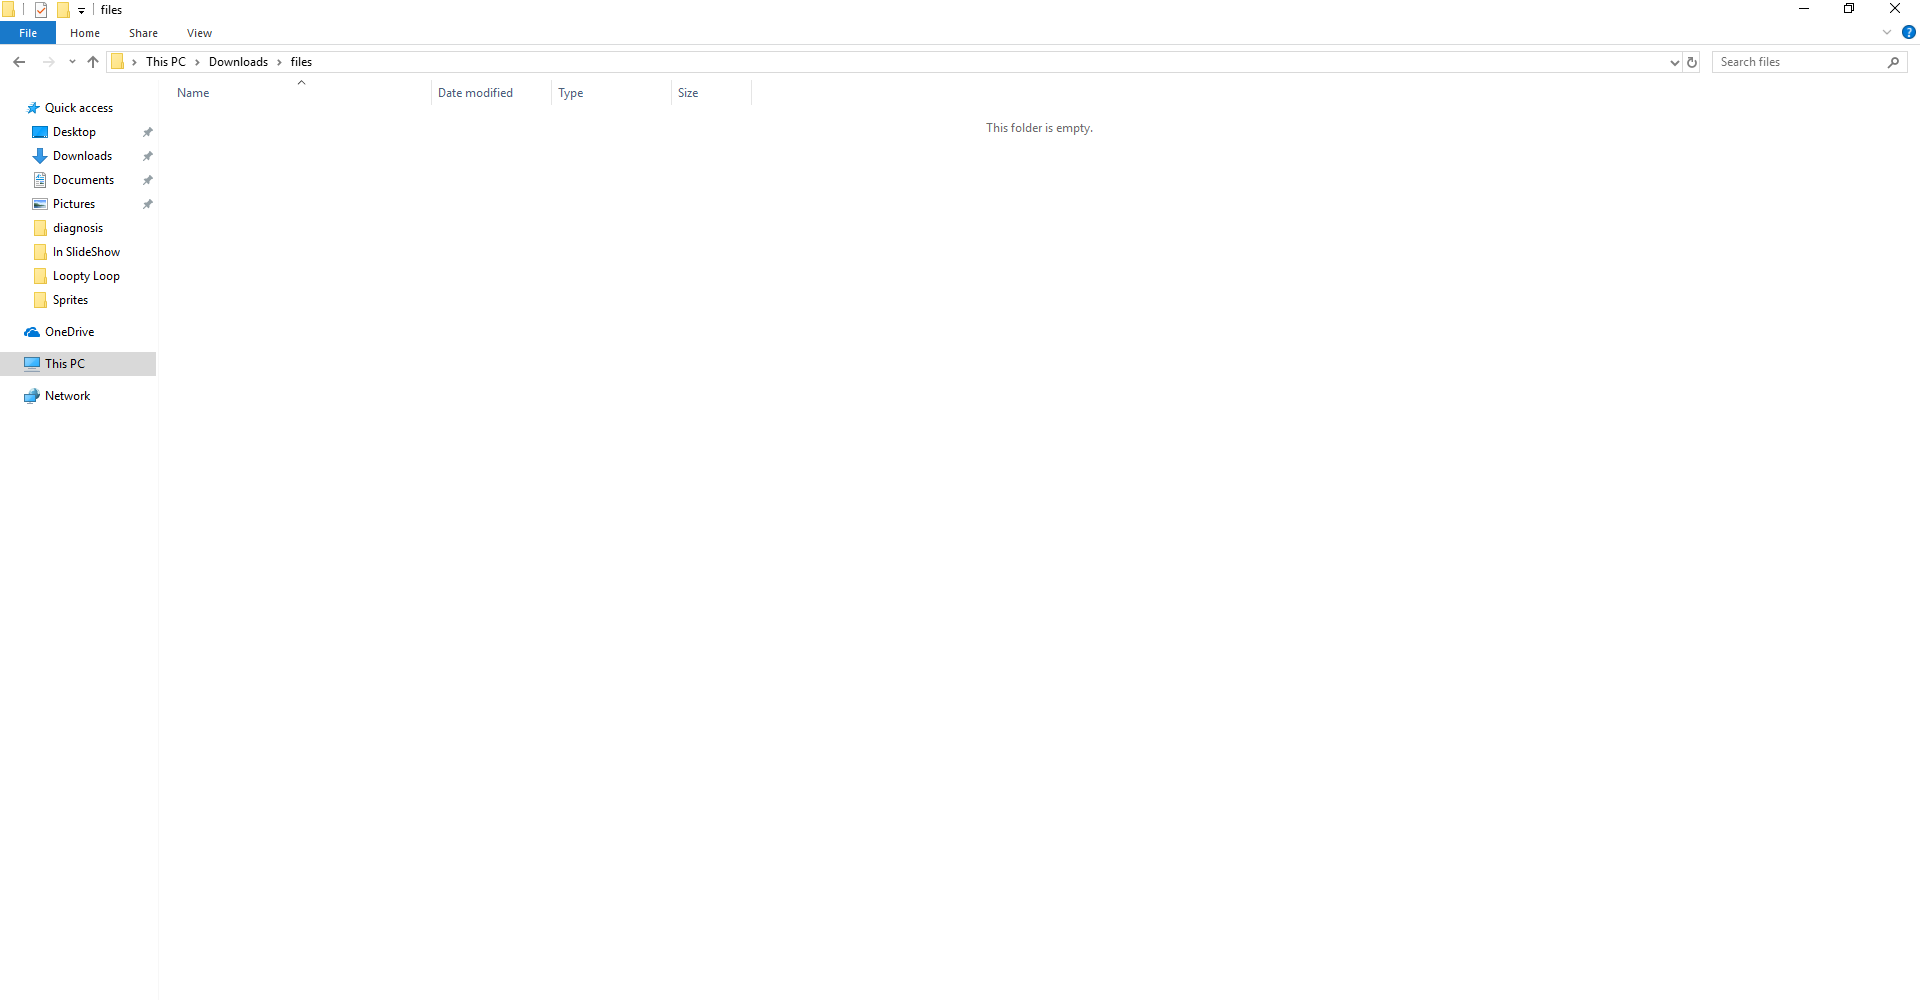 files
File Home Share View
This PC Downloads files
Search files
Name Date modified Type Size
This folder is empty.
Quick access
Desktop
Downloads
Documents
Pictures
diagnosis
In SlideShow
Loopty Loop
Sprites
OneDrive
This PC
Network